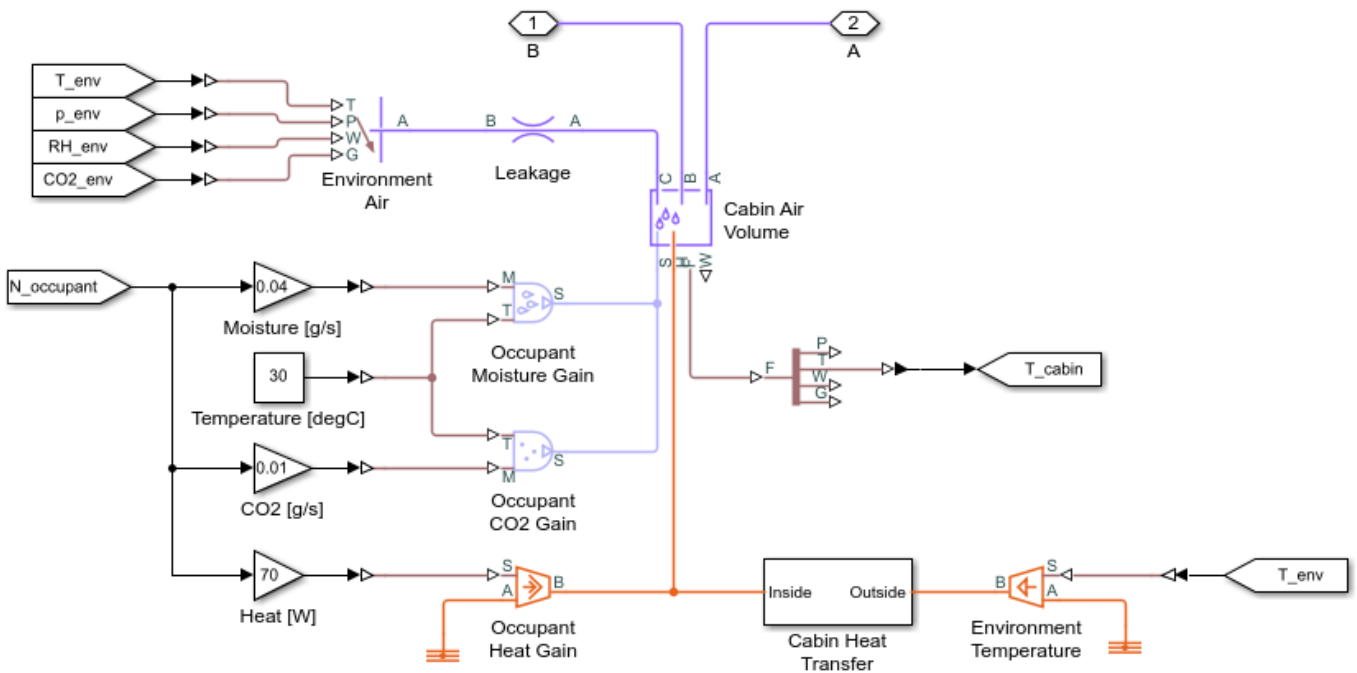 1
B
2
A
T_env
p_env
RH_env
CO2_env
T
P
W
G
A
Environment
Air
B
A
Leakage
C
B
A
Cabin Air
Volume
S
H
F
W
N_occupant
0.04
Moisture [g/s]
M
T
S
Occupant
Moisture Gain
30
Temperature [degC]
0.01
CO2 [g/s]
T
M
S
Occupant
CO2 Gain
F
P
T
W
G
T_cabin
70
Heat [W]
S
A
B
Occupant
Heat Gain
Inside
Outside
Cabin Heat
Transfer
B
S
A
Environment
Temperature
T_env